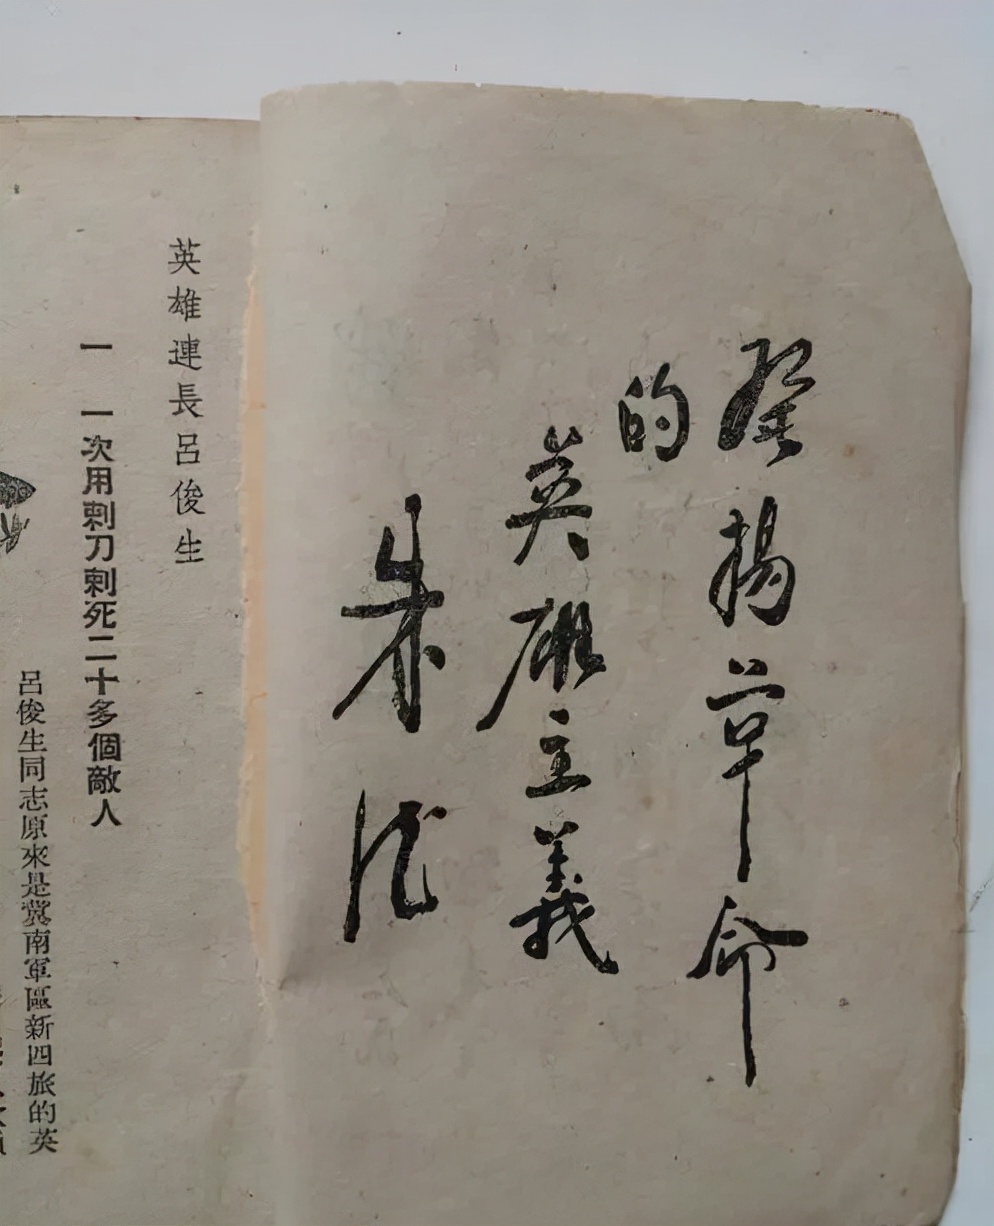 發揚革命
的
英雄主義
朱德
英雄連長呂俊生
一 一次用刺刀刺死二十多個敵人
呂俊生同志原來是冀南軍區新四旅的英